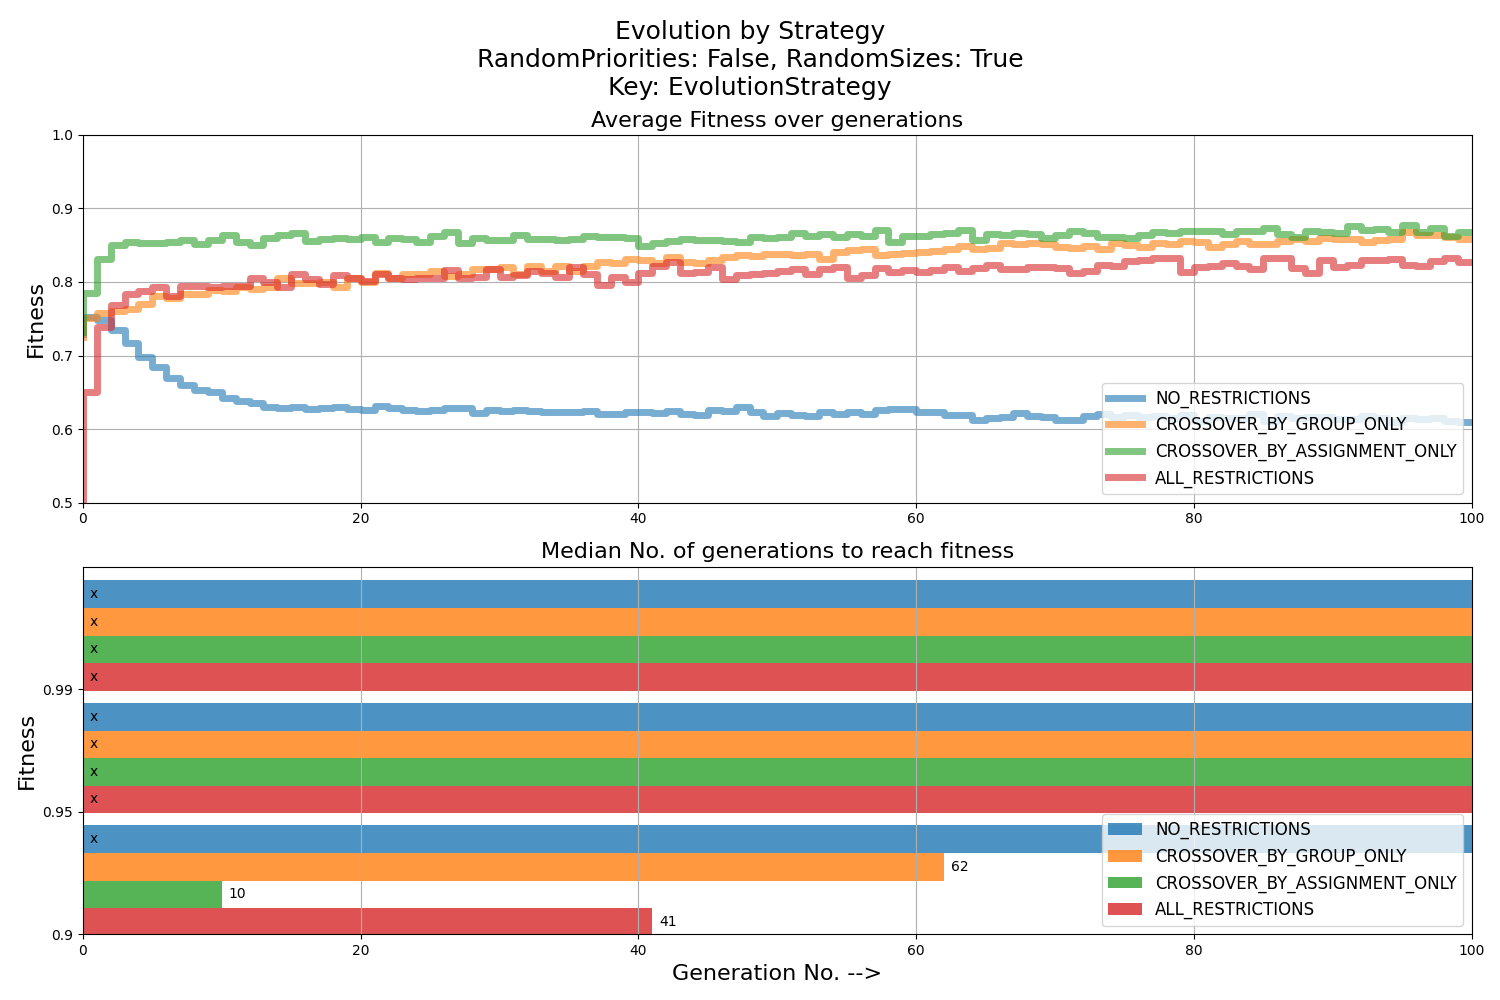 Evolution by Strategy
RandomPriorities: False, RandomSizes: True
Key: EvolutionStrategy
Average Fitness over generations
1.0
0.9
0.8
0.7
0.6
0.5
Fitness
0 20 40 60 80 100
NO_RESTRICTIONS
CROSSOVER_BY_GROUP_ONLY
CROSSOVER_BY_ASSIGNMENT_ONLY
ALL_RESTRICTIONS
Median No. of generations to reach fitness
x
x
x
x
0.99
x
x
x
x
0.95
x
62
10
41
0.9
Fitness
NO_RESTRICTIONS
CROSSOVER_BY_GROUP_ONLY
CROSSOVER_BY_ASSIGNMENT_ONLY
ALL_RESTRICTIONS
0 20 40 60 80 100
Generation No. -->